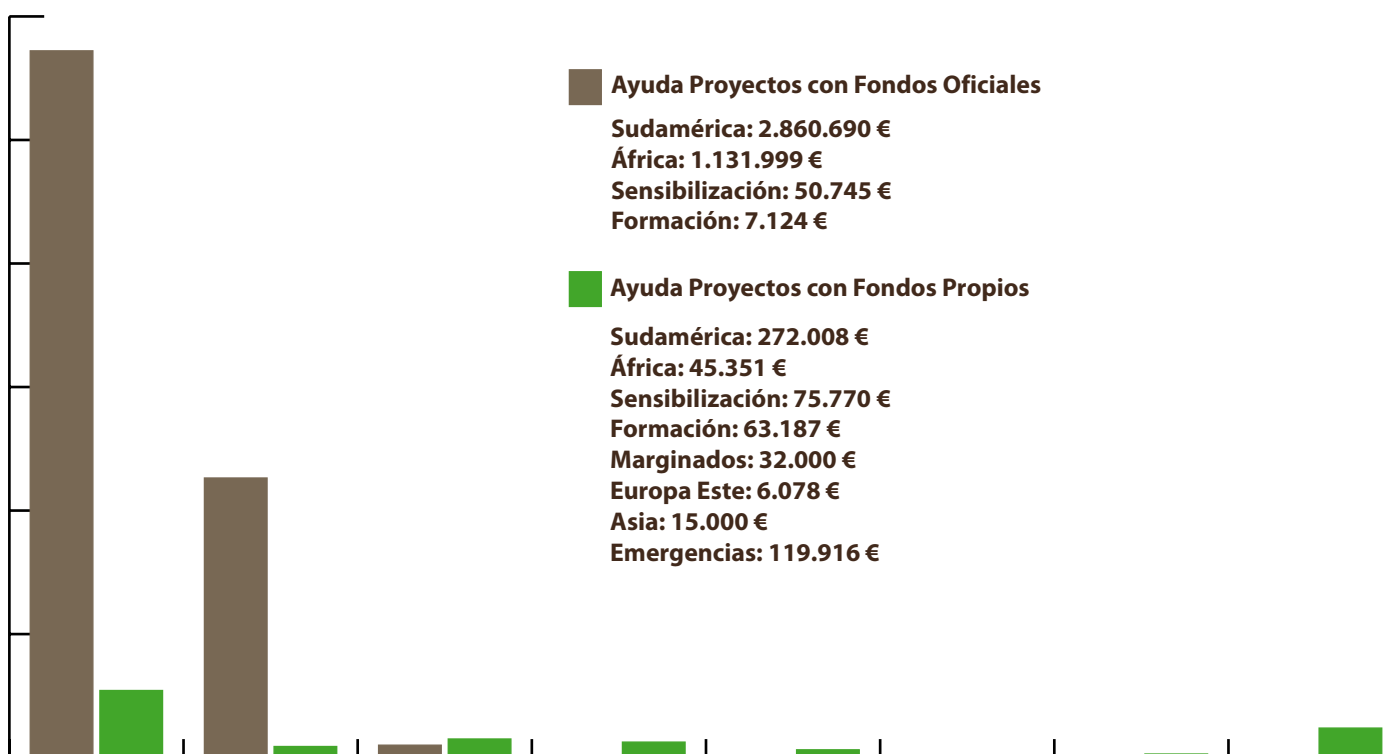 Ayuda Proyectos con Fondos Oficiales
Sudamérica: 2.860.690 €
África: 1.131.999 €
Sensibilización: 50.745 €
Formación: 7.124 €
Ayuda Proyectos con Fondos Propios
Sudamérica: 272.008 €
África: 45.351 €
Sensibilización: 75.770 €
Formación: 63.187 €
Marginados: 32.000 €
Europa Este: 6.078 €
Asia: 15.000 €
Emergencias: 119.916 €